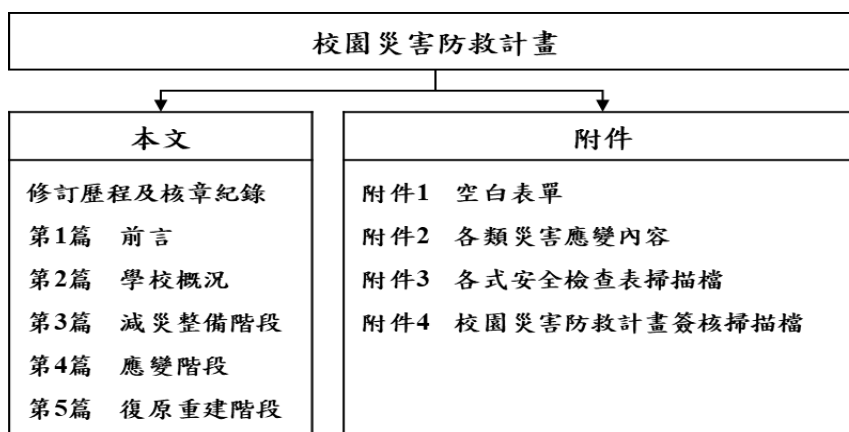 校園災害防救計畫
本文
修訂歷程及核章紀錄
第1篇 前言
第2篇 學校概況
第3篇 減災整備階段
第4篇 應變階段
第5篇 復原重建階段
附件
附件1 空白表單
附件2 各類災害應變內容
附件3 各式安全檢查表掃描檔
附件4 校園災害防救計畫簽核掃描檔